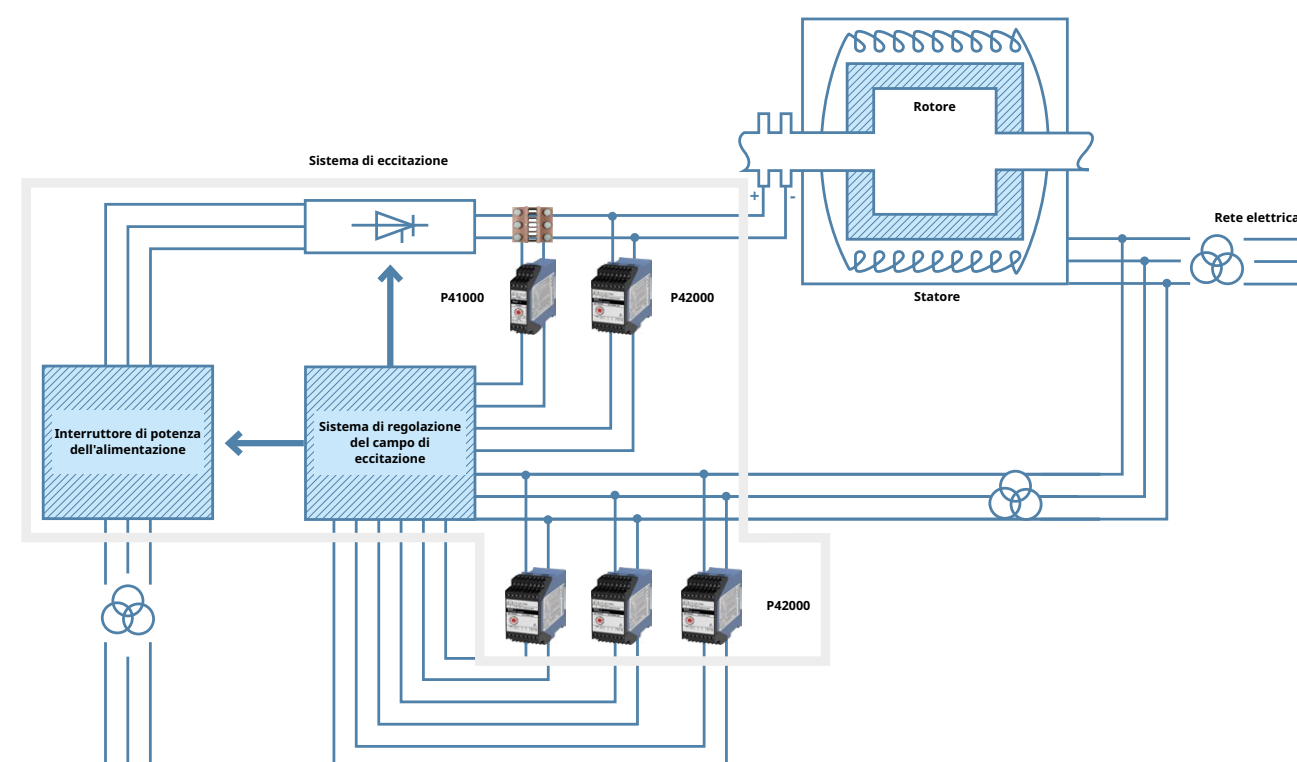 Rotore
Sistema di eccitazione
+ -
Rete elettrica
P41000
P42000
Statore
Interruttore di potenza
dell'alimentazione
Sistema di regolazione
del campo di
eccitazione
P42000